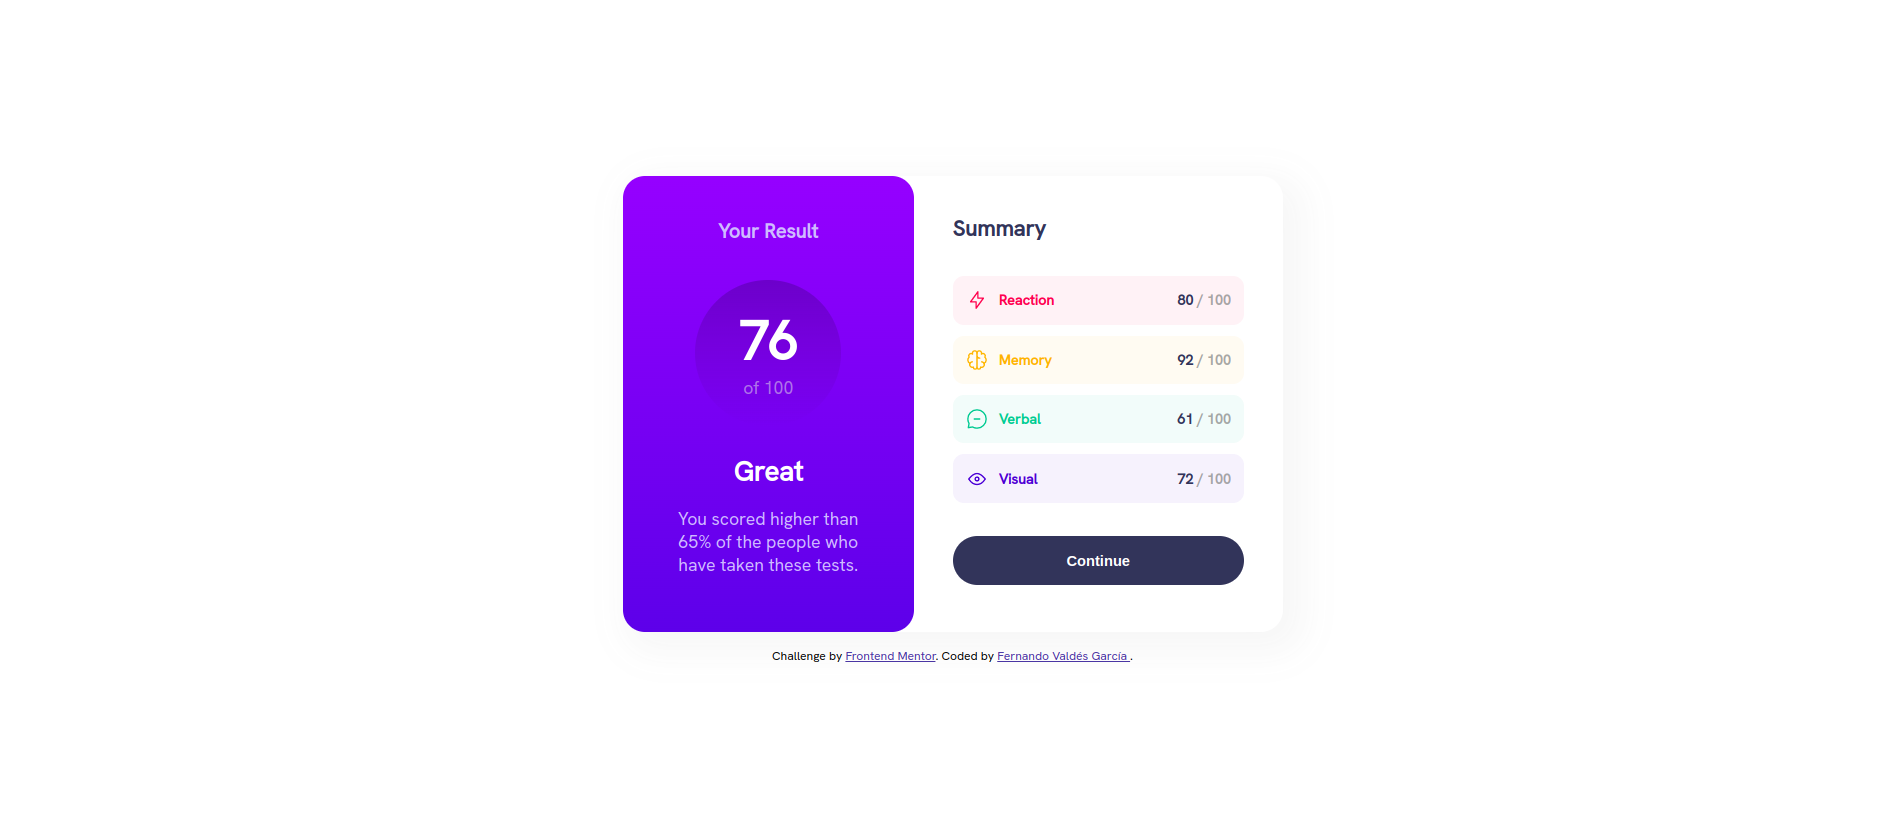 Your Result
76
of 100
Great
You scored higher than
65% of the people who
have taken these tests.
Summary
Reaction 80 / 100
Memory 92 / 100
Verbal 61 / 100
Visual 72 / 100
Continue
Challenge by Frontend Mentor. Coded by Fernando Valdés García .